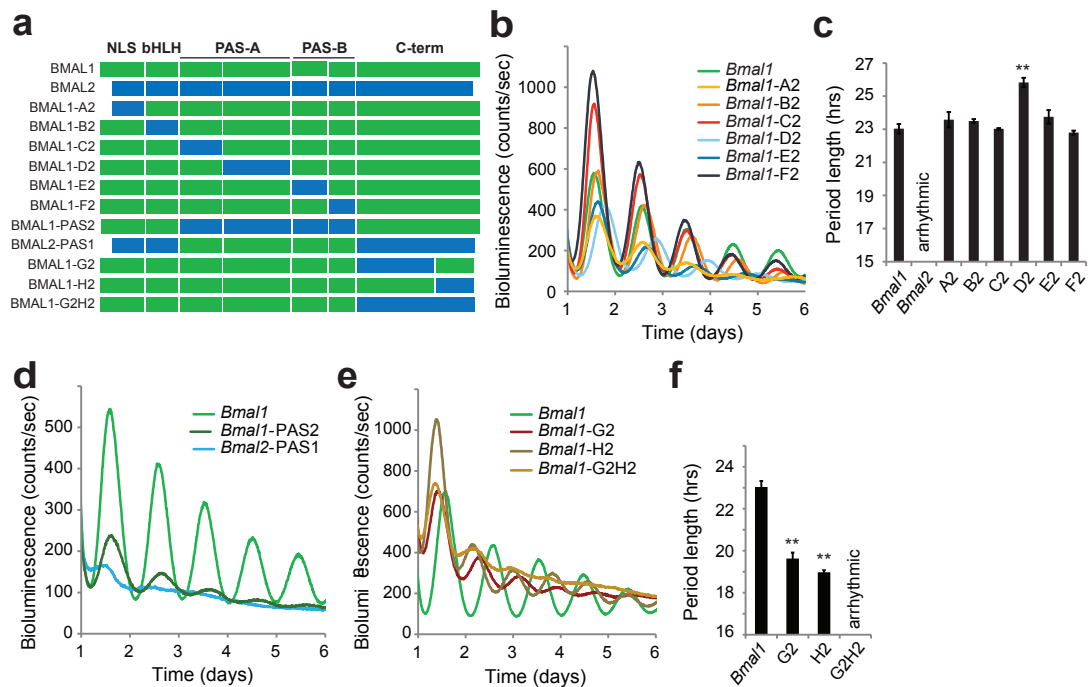 a
NLS bHLH PAS-A PAS-B C-term
BMAL1
BMAL2
BMAL1-A2
BMAL1-B2
BMAL1-C2
BMAL1-D2
BMAL1-E2
BMAL1-F2
BMAL1-PAS2
BMAL2-PAS1
BMAL1-G2
BMAL1-H2
BMAL1-G2H2
b
Bioluminescence (counts/sec)
1000
800
600
400
200
0
1 2 3 4 5 6
Time (days)
Bmal1
Bmal1-A2
Bmal1-B2
Bmal1-C2
Bmal1-D2
Bmal1-E2
Bmal1-F2
c
Period length (hrs)
27
25
23
21
19
17
15
**
arrhythmic
Bmal1
Bmal2
A2
B2
C2
D2
E2
F2
d
Bioluminescence (counts/sec)
500
400
300
200
100
0
1 2 3 4 5 6
Time (days)
Bmal1
Bmal1-PAS2
Bmal2-PAS1
e
Biolumi escence (counts/sec)
1000
800
600
400
200
0
1 2 3 4 5 6
Time (days)
Bmal1
Bmal1-G2
Bmal1-H2
Bmal1-G2H2
f
Period length (hrs)
24
22
20
18
16
** **
arrhythmic
Bmal1
G2
H2
G2H2